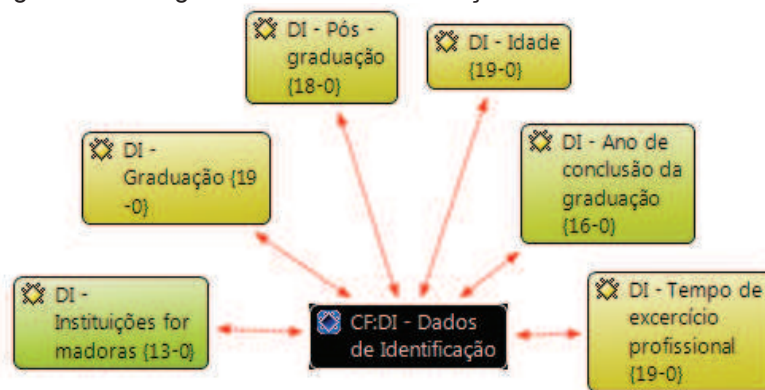 DI - Pós -
graduação
{18-0}
DI - Idade
{19-0}
DI -
Graduação {19
-0}
DI - Ano de
conclusão da
graduação
{16-0}
DI -
Instituições for
madoras {13-0}
CF:DI - Dados
de Identificação
DI - Tempo de
excercício
profissional
{19-0}